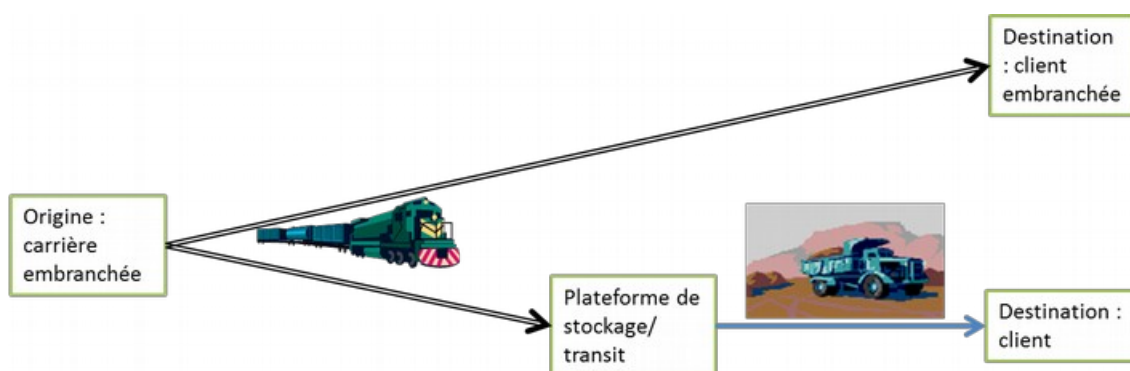 Destination
: client
embranchée
Origine :
carrière
embranchée
Plateforme de
stockage/
transit
Destination :
client